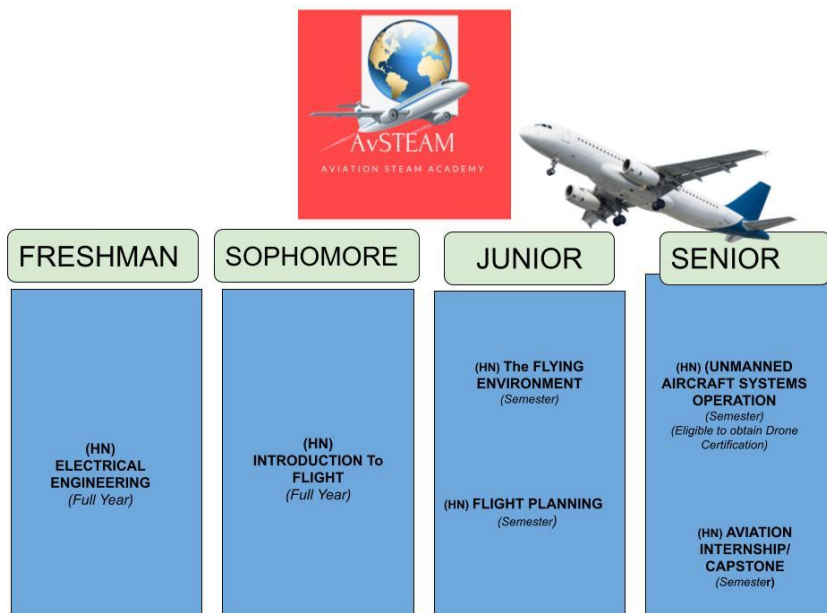 AvSTEAM
AVIATION STEAM ACADEMY
FRESHMAN
(HN)
ELECTRICAL
ENGINEERING
(Full Year)
SOPHOMORE
(HN)
INTRODUCTION To
FLIGHT
(Full Year)
JUNIOR
(HN) The FLYING
ENVIRONMENT
(Semester)
(HN) FLIGHT PLANNING
(Semester)
SENIOR
(HN) (UNMANNED
AIRCRAFT SYSTEMS
OPERATION
(Semester)
(Eligible to obtain Drone
Certification)
(HN) AVIATION
INTERNSHIP/
CAPSTONE
(Semester)